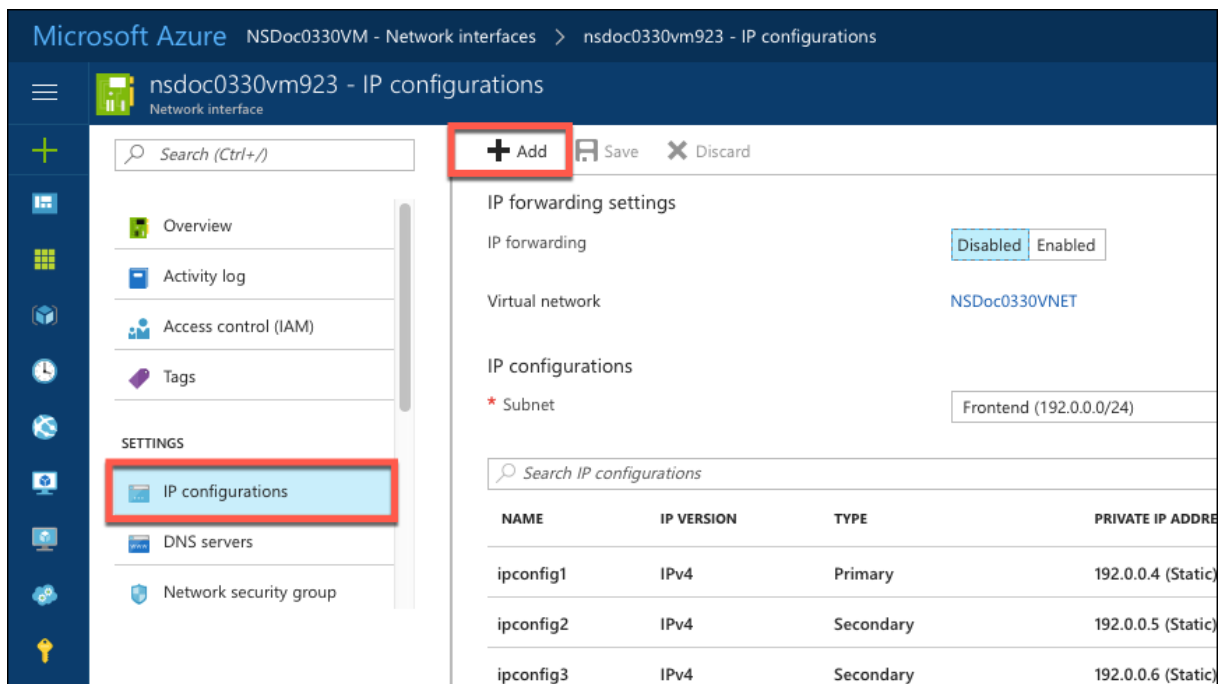 Microsoft Azure NSDoc0330VM - Network interfaces > nsdoc0330vm923 - IP configurations
nsdoc0330vm923 - IP configurations
Network interface
Search (Ctrl+/)
Overview
Activity log
Access control (IAM)
Tags
SETTINGS
IP configurations
DNS servers
Network security group
Add Save Discard
IP forwarding settings
IP forwarding Disabled Enabled
Virtual network NSDoc0330VNET
IP configurations
* Subnet Frontend (192.0.0.0/24)
Search IP configurations
NAME IP VERSION TYPE PRIVATE IP ADDRE
ipconfig1 IPv4 Primary 192.0.0.4 (Static)
ipconfig2 IPv4 Secondary 192.0.0.5 (Static)
ipconfig3 IPv4 Secondary 192.0.0.6 (Static)